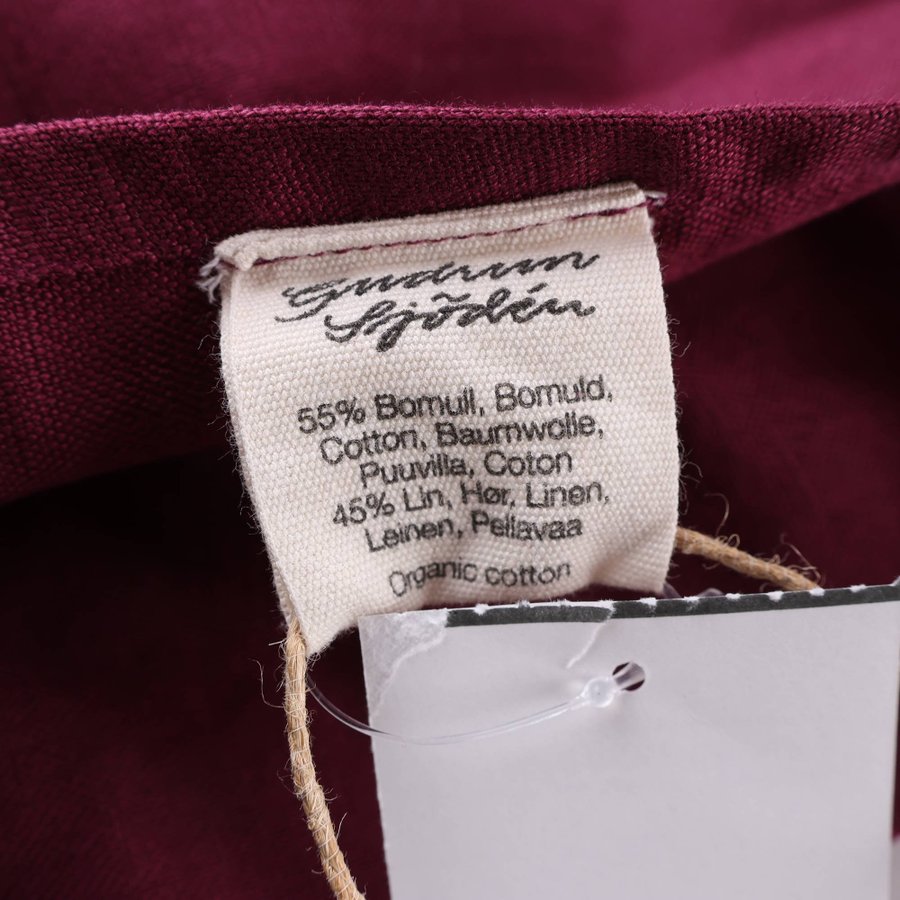 Gudrun
Sjödén
55% Bomull, Bomuld,
Cotton, Baumwolle,
Puuvilla, Coton
45% Lin, Hør, Linen,
Leinen, Pellavaa
Organic cotton